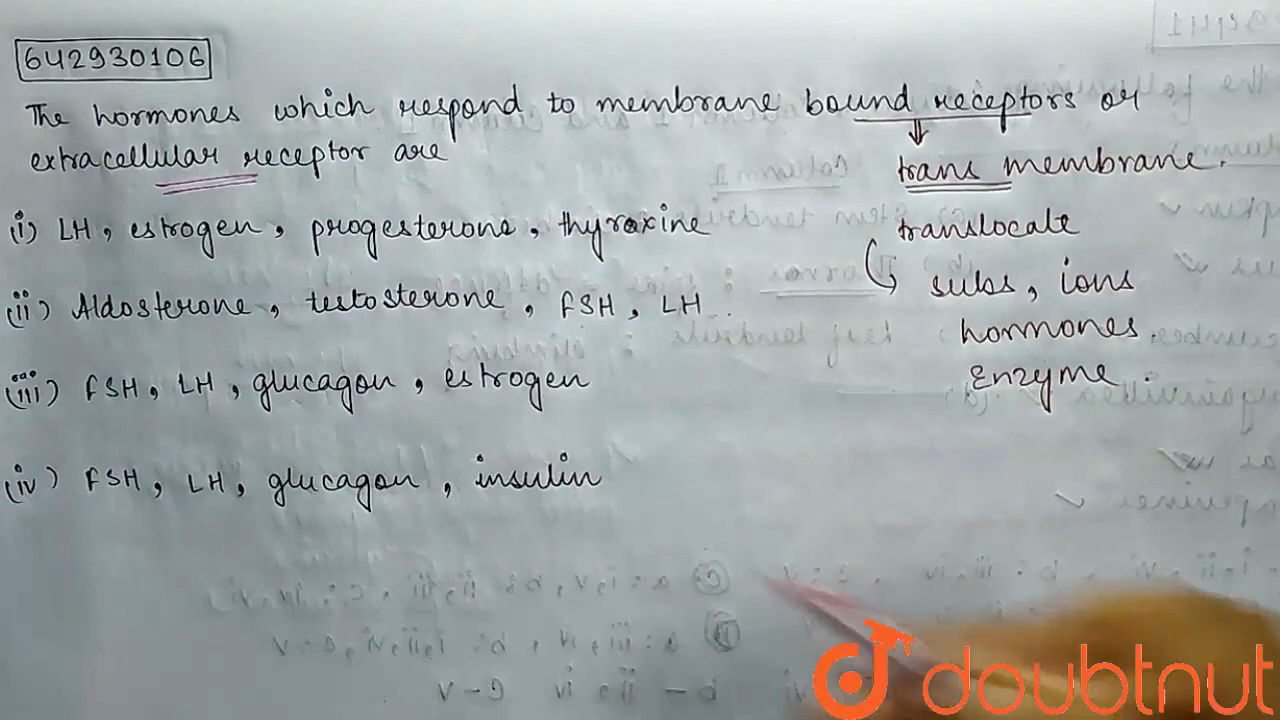 642930106
The hormones which respond to membrane bound receptors or
extracellular receptor are
trans membrane.
(i) LH, estrogen, progesterone, thyroxine
translocate
subs, ions
(ii) Aldosterone, testosterone, FSH, LH.
hormones.
(iii) FSH, LH, glucagon, estrogen
Enzyme.
(iv) FSH, LH, glucagon, insulin
doubtnut